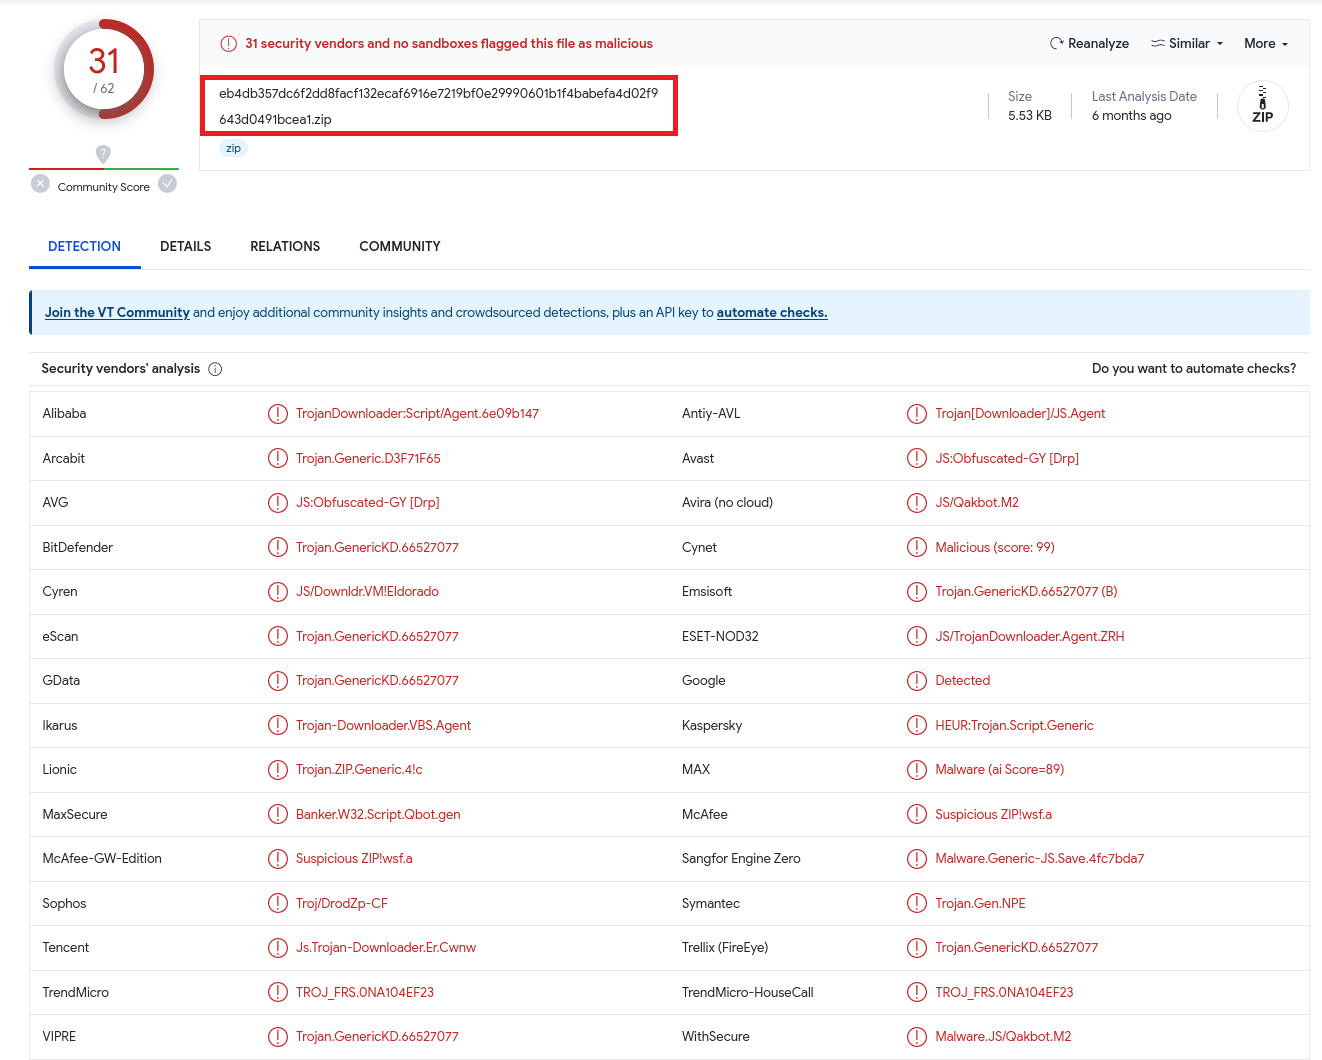 31
/ 62
Community Score
31 security vendors and no sandboxes flagged this file as malicious
Reanalyze Similar More
eb4db357dc6f2dd8facf132ecaf6916e7219bf0e29990601b1f4babefa4d02f9
643d0491bcea1.zip
zip
Size
5.53 KB
Last Analysis Date
6 months ago
ZIP
DETECTION DETAILS RELATIONS COMMUNITY
Join the VT Community and enjoy additional community insights and crowdsourced detections, plus an API key to automate checks.
Security vendors' analysis Do you want to automate checks?
Alibaba TrojanDownloader:Script/Agent.6e09b147 Antiy-AVL Trojan[Downloader]/JS.Agent
Arcabit Trojan.Generic.D3F71F65 Avast JS:Obfuscated-GY [Drp]
AVG JS:Obfuscated-GY [Drp] Avira (no cloud) JS/Qakbot.M2
BitDefender Trojan.GenericKD.66527077 Cynet Malicious (score: 99)
Cyren JS/Downldr.VM!Eldorado Emsisoft Trojan.GenericKD.66527077 (B)
eScan Trojan.GenericKD.66527077 ESET-NOD32 JS/TrojanDownloader.Agent.ZRH
GData Trojan.GenericKD.66527077 Google Detected
Ikarus Trojan-Downloader.VBS.Agent Kaspersky HEUR:Trojan.Script.Generic
Lionic Trojan.ZIP.Generic.4!c MAX Malware (ai Score=89)
MaxSecure Banker.W32.Script.Qbot.gen McAfee Suspicious ZIP!wsf.a
McAfee-GW-Edition Suspicious ZIP!wsf.a Sangfor Engine Zero Malware.Generic-JS.Save.4fc7bda7
Sophos Troj/DrodZp-CF Symantec Trojan.Gen.NPE
Tencent Js.Trojan-Downloader.Er.Cwnw Trellix (FireEye) Trojan.GenericKD.66527077
TrendMicro TROJ_FRS.0NA104EF23 TrendMicro-HouseCall TROJ_FRS.0NA104EF23
VIPRE Trojan.GenericKD.66527077 WithSecure Malware.JS/Qakbot.M2